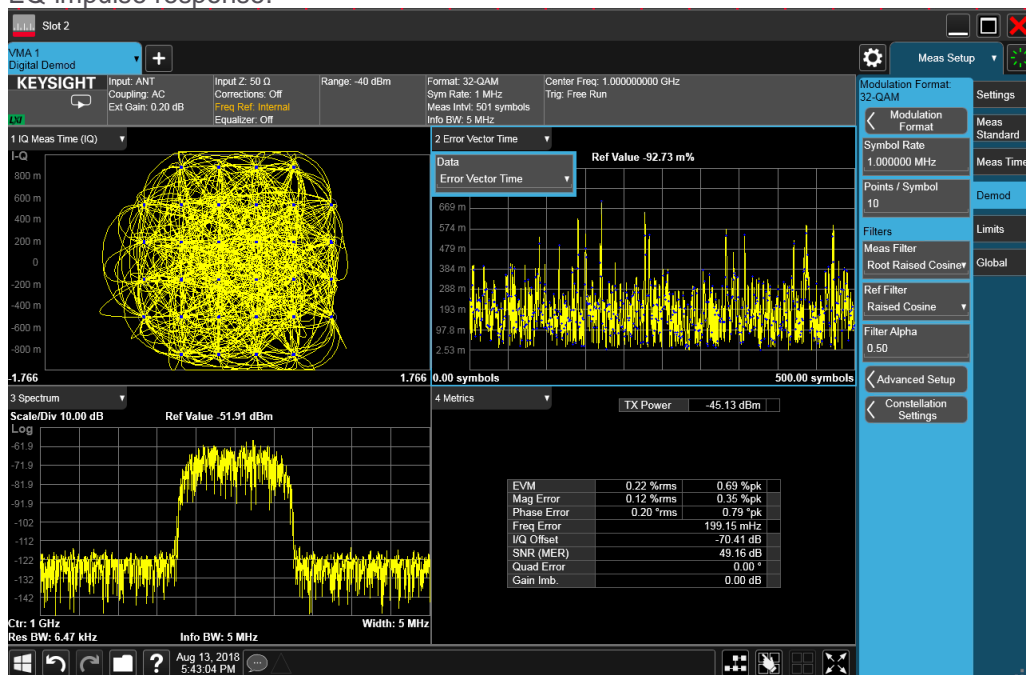 EQ impulse response.
Slot 2
VMA 1
Digital Demod
Meas Setup
KEYSIGHT
LXI
Input: ANT
Coupling: AC
Ext Gain: 0.20 dB
Input Z: 50 Ω
Corrections: Off
Freq Ref: Internal
Equalizer: Off
Range: -40 dBm
Format: 32-QAM
Sym Rate: 1 MHz
Meas Intvl: 501 symbols
Info BW: 5 MHz
Center Freq: 1.000000000 GHz
Trig: Free Run
1 IQ Meas Time (IQ)
I-Q
800 m
600 m
400 m
200 m
0
-200 m
-400 m
-600 m
-800 m
-1.766
1.766
2 Error Vector Time
Data
Error Vector Time
Ref Value -92.73 m%
669 m
574 m
479 m
384 m
288 m
193 m
97.8 m
2.53 m
0.00 symbols
500.00 symbols
3 Spectrum
Scale/Div 10.00 dB
Ref Value -51.91 dBm
Log
-61.9
-71.9
-81.9
-91.9
-102
-112
-122
-132
-142
Ctr: 1 GHz
Width: 5 MHz
Res BW: 6.47 kHz
Info BW: 5 MHz
4 Metrics
TX Power -45.13 dBm
EVM 0.22 %rms 0.69 %pk
Mag Error 0.12 %rms 0.35 %pk
Phase Error 0.20 °rms 0.79 °pk
Freq Error 199.15 mHz
I/Q Offset -70.41 dB
SNR (MER) 49.16 dB
Quad Error 0.00 °
Gain Imb. 0.00 dB
Modulation Format:
32-QAM
Modulation
Format
Symbol Rate
1.000000 MHz
Points / Symbol
10
Filters
Meas Filter
Root Raised Cosine
Ref Filter
Raised Cosine
Filter Alpha
0.50
Advanced Setup
Constellation
Settings
Settings
Meas
Standard
Meas Time
Demod
Limits
Global
?
Aug 13, 2018
5:43:04 PM